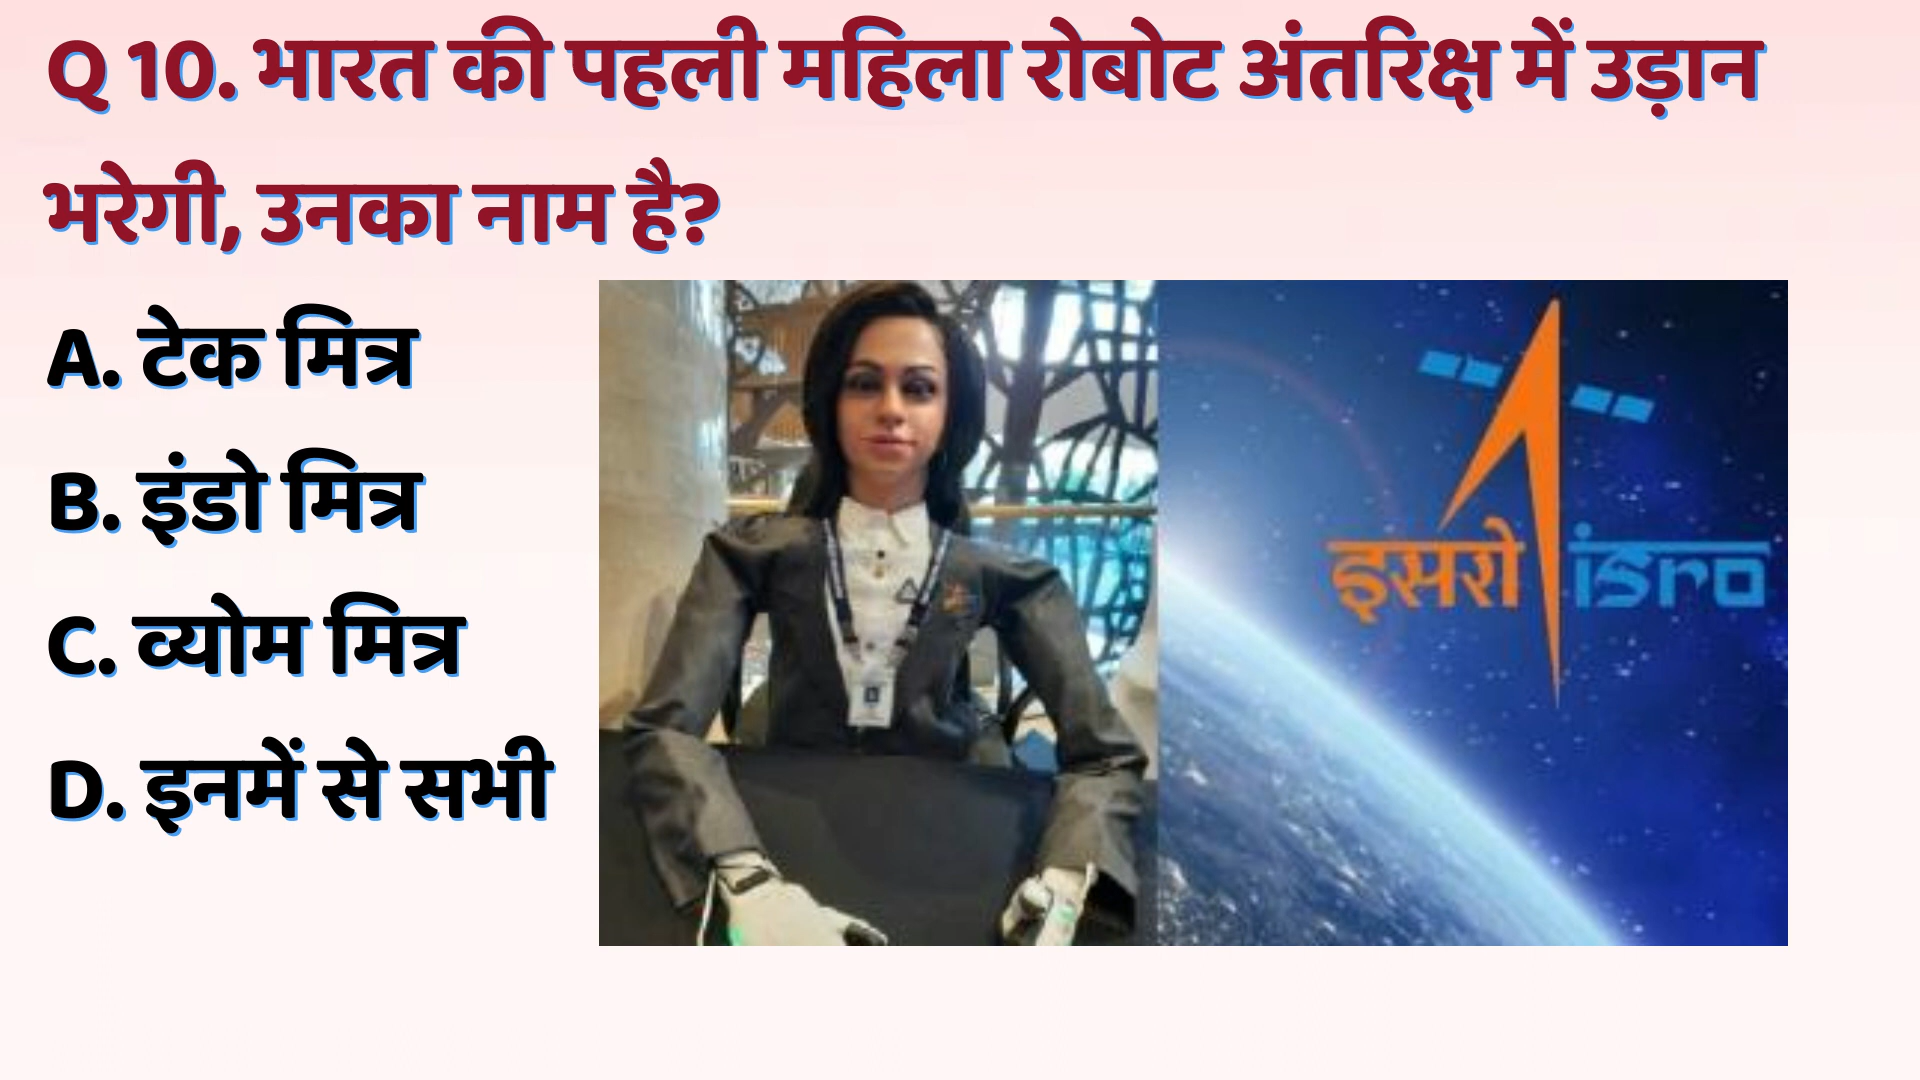 Q 10. भारत की पहली महिला रोबोट अंतरिक्ष में उड़ान
भरेगी, उनका नाम है?
A. टेक मित्र
B. इंडो मित्र
C. व्योम मित्र
D. इनमें से सभी
इसरो isro